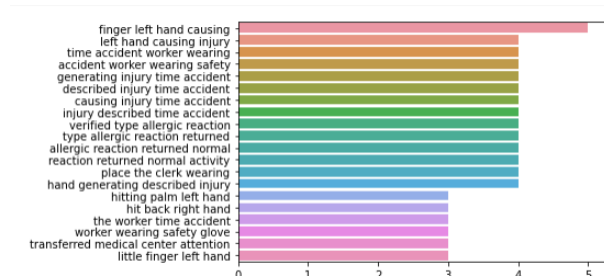 finger left hand causing
left hand causing injury
time accident worker wearing
accident worker wearing safety
generating injury time accident
described injury time accident
causing injury time accident
injury described time accident
verified type allergic reaction
type allergic reaction returned
allergic reaction returned normal
reaction returned normal activity
place the clerk wearing
hand generating described injury
hitting palm left hand
hit back right hand
the worker time accident
worker wearing safety glove
transferred medical center attention
little finger left hand
0 1 2 3 4 5